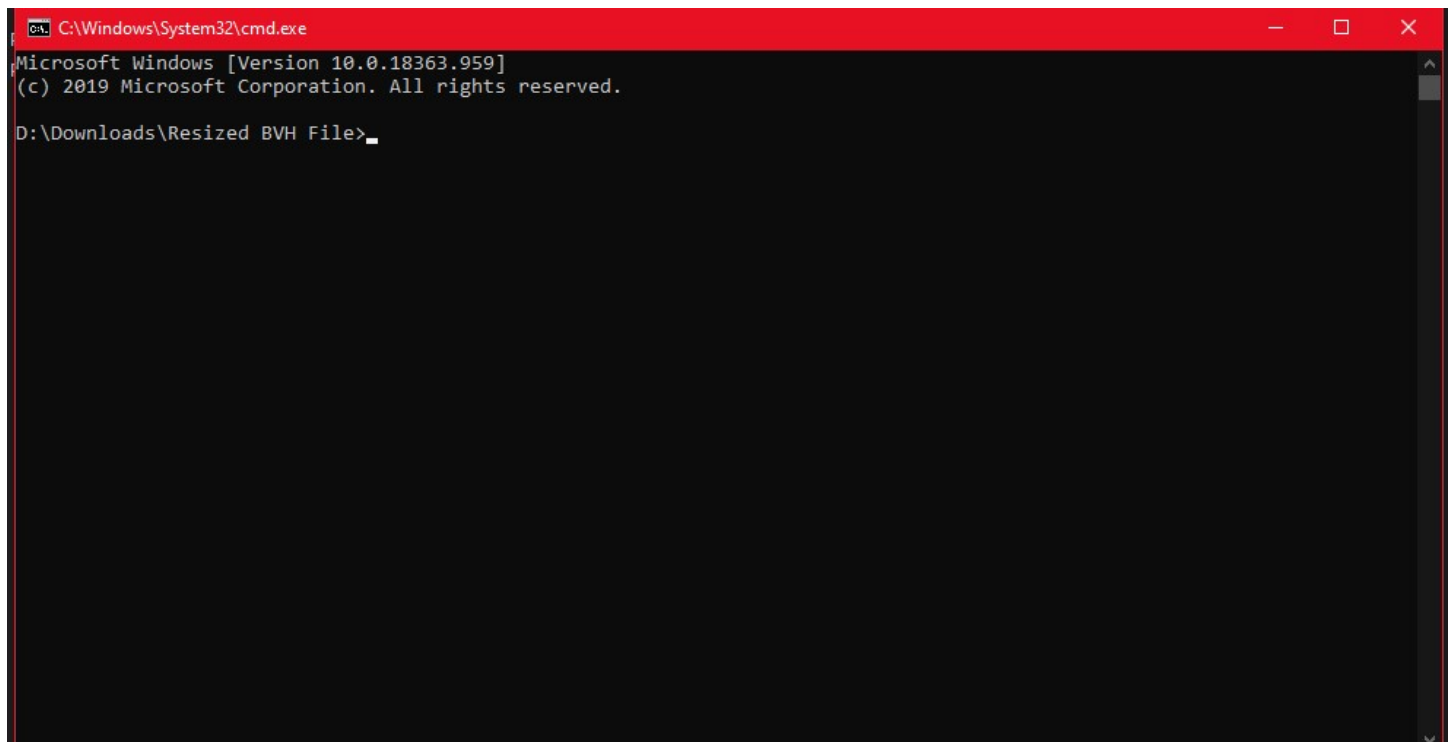 C:\Windows\System32\cmd.exe
Microsoft Windows [Version 10.0.18363.959]
(c) 2019 Microsoft Corporation. All rights reserved.
D:\Downloads\Resized BVH File>